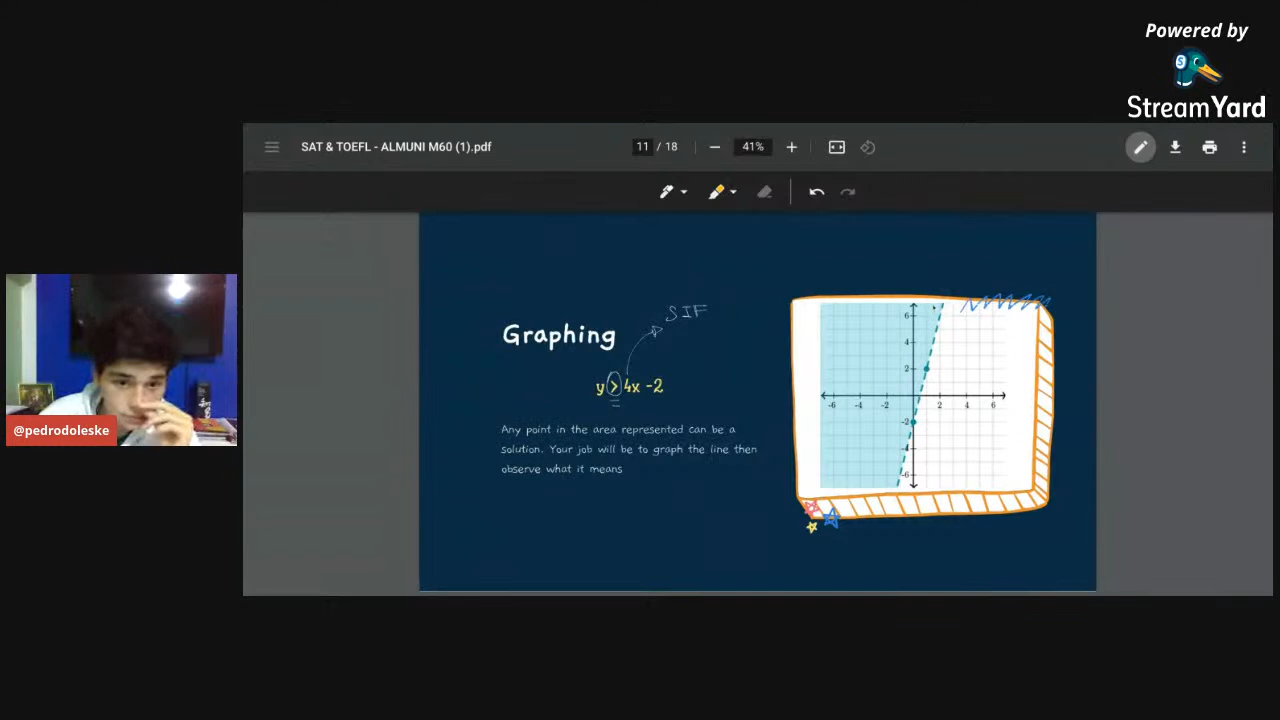 Powered by
StreamYard
SAT & TOEFL - ALMUNI M60 (1).pdf
11 / 18
41%
SIF
Graphing
y > 4x -2
Any point in the area represented can be a
solution. Your job will be to graph the line then
observe what it means
6
2
-6 -4 -2 2 4 6
-2
-4
-6
@pedrodoleske